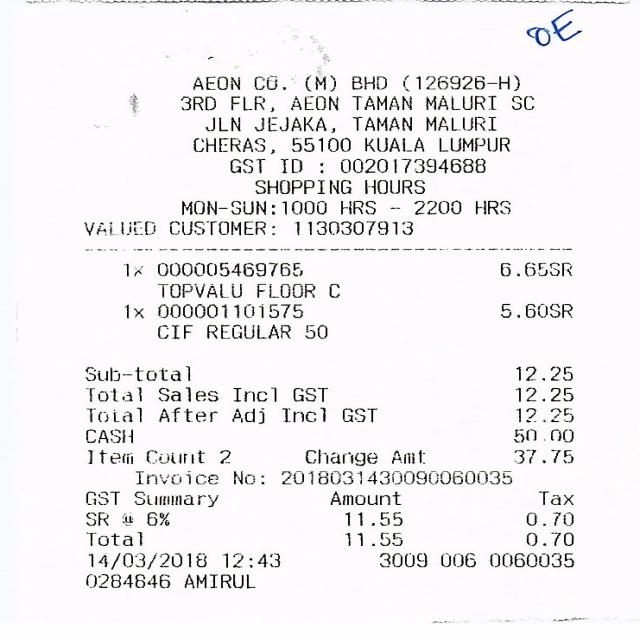 OE
AEON CO. (M) BHD (126926-H)
3RD FLR, AEON TAMAN MALURI SC
JLN JEJAKA, TAMAN MALURI
CHERAS, 55100 KUALA LUMPUR
GST ID : 002017394688
SHOPPING HOURS
MON-SUN:1000 HRS - 2200 HRS
VALUED CUSTOMER: 1130307913
1x 000005469765 6.65SR
TOPVALU FLOOR C
1x 000001101575 5.60SR
CIF REGULAR 50
Sub-total 12.25
Total Sales Incl GST 12.25
Total After Adj Incl GST 12.25
CASH 50.00
Item Count 2 Change Amt 37.75
Invoice No: 2018031430090060035
GST Summary Amount Tax
SR @ 6% 11.55 0.70
Total 11.55 0.70
14/03/2018 12:43 3009 006 0060035
0284846 AMIRUL